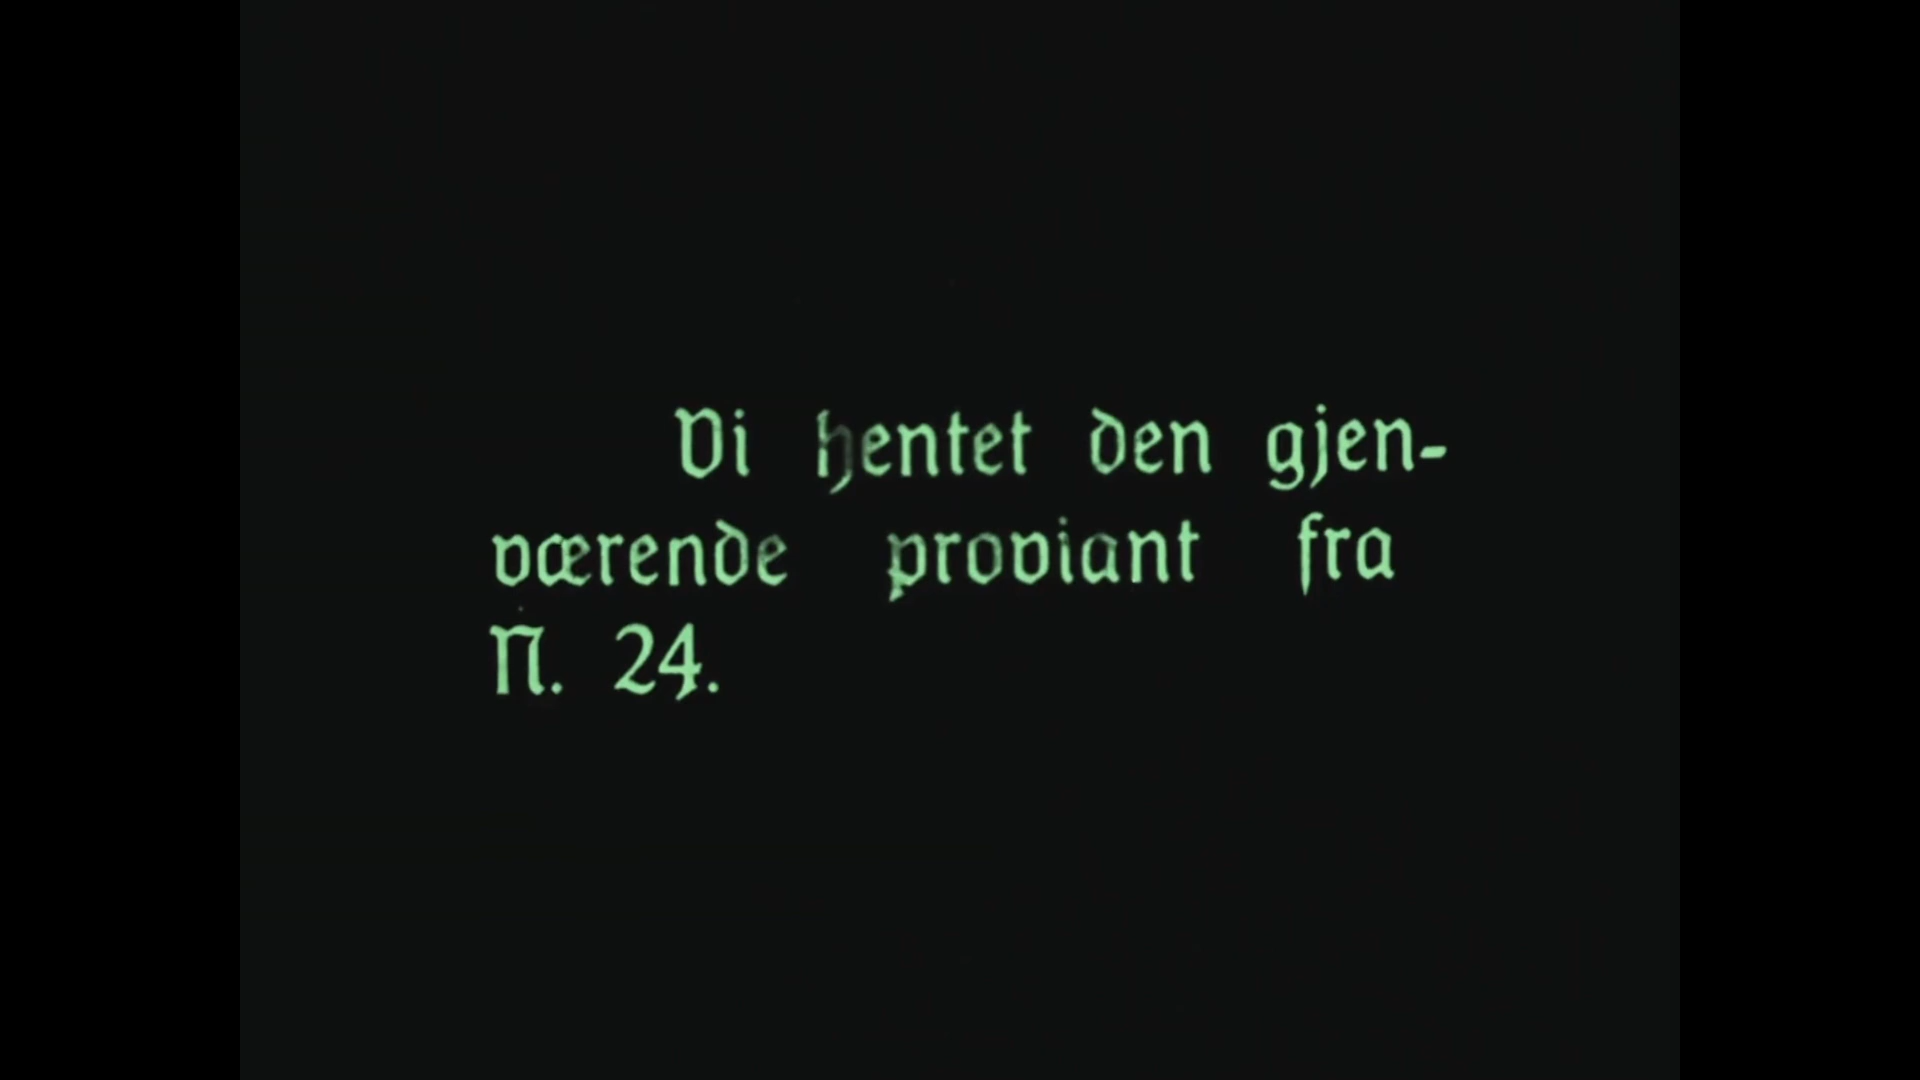 Vi hentet den gjen-
værende proviant fra
N. 24.